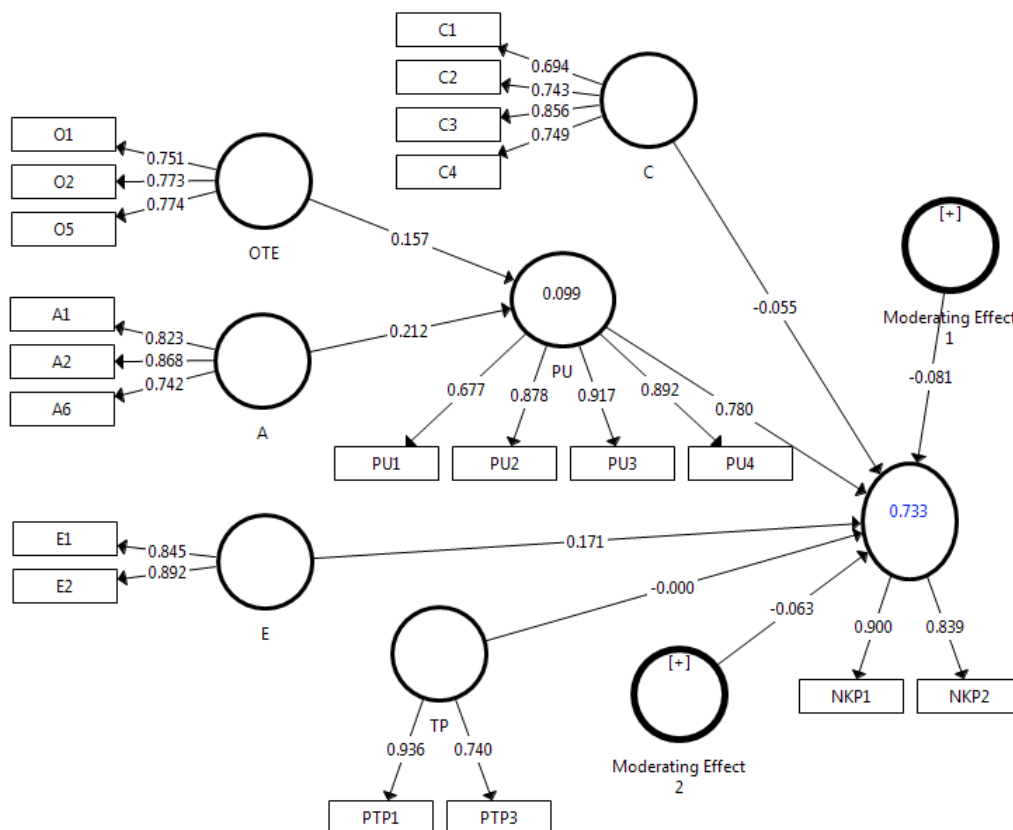 C1
0.694
C2
0.743
C3
0.856
C4
0.749
C
O1
0.751
O2
0.773
O5
0.774
OTE
0.157
[+]
Moderating Effect
1
0.099
PU
-0.055
-0.081
A1
0.823
A2
0.868
A6
0.742
A
0.212
0.677
0.878
0.917
0.892
0.780
PU1
PU2
PU3
PU4
0.733
E1
0.845
E2
0.892
E
0.171
-0.000
-0.063
0.900
0.839
[+]
NKP1
NKP2
TP
0.936
0.740
Moderating Effect
2
PTP1
PTP3